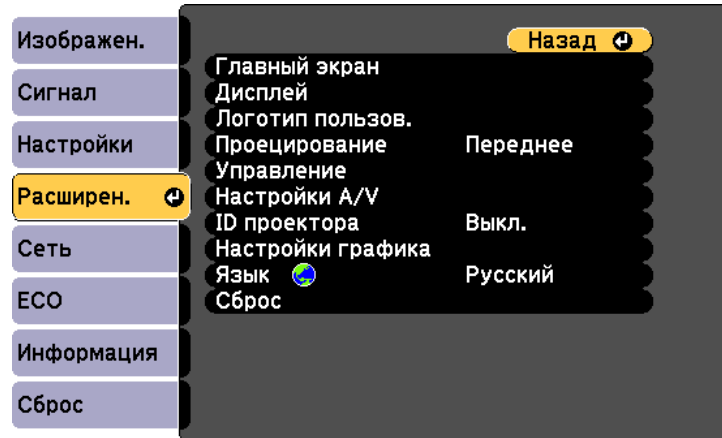 Изображен.
Сигнал
Настройки
Расширен.
Сеть
ECO
Информация
Сброс
Назад
Главный экран
Дисплей
Логотип пользов.
Проецирование Переднее
Управление
Настройки A/V
ID проектора Выкл.
Настройки графика
Язык Русский
Сброс